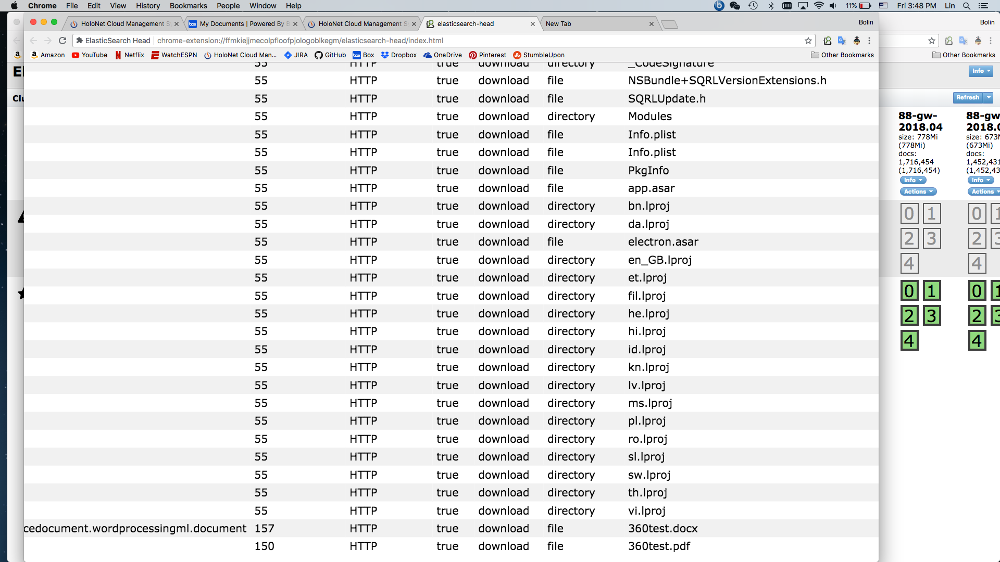 Chrome File Edit View History Bookmarks People Window Help 11% Fri 3:48 PM Lin
HoloNet Cloud Management S My Documents | Powered By B HoloNet Cloud Management S elasticsearch-head New Tab Bolin Bolin
ElasticSearch Head chrome-extension://ffmkiejjmecolpfloofpjologoblkegm/elasticsearch-head/index.html
Amazon YouTube Netflix WatchESPN HoloNet Cloud Man... JIRA GitHub Box Dropbox OneDrive Pinterest StumbleUpon Other Bookmarks Other Bookmarks
55 HTTP true download directory _CodeSignature
55 HTTP true download file NSBundle+SQRLVersionExtensions.h
55 HTTP true download file SQRLUpdate.h
55 HTTP true download directory Modules
55 HTTP true download file Info.plist
55 HTTP true download file Info.plist
55 HTTP true download file PkgInfo
55 HTTP true download file app.asar
55 HTTP true download directory bn.lproj
55 HTTP true download directory da.lproj
55 HTTP true download file electron.asar
55 HTTP true download directory en_GB.lproj
55 HTTP true download directory et.lproj
55 HTTP true download directory fil.lproj
55 HTTP true download directory he.lproj
55 HTTP true download directory hi.lproj
55 HTTP true download directory id.lproj
55 HTTP true download directory kn.lproj
55 HTTP true download directory lv.lproj
55 HTTP true download directory ms.lproj
55 HTTP true download directory pl.lproj
55 HTTP true download directory ro.lproj
55 HTTP true download directory sl.lproj
55 HTTP true download directory sw.lproj
55 HTTP true download directory th.lproj
55 HTTP true download directory vi.lproj
cedocument.wordprocessingml.document 157 HTTP true download file 360test.docx
150 HTTP true download file 360test.pdf
El
Clu
Info
Refresh
88-gw-
2018.04
size: 778Mi
(778Mi)
docs:
1,716,454
(1,716,454)
Info
Actions
0 1
2 3
4
0 1
2 3
4
88-gw
2018.0
size: 673M
(673Mi)
docs:
1,452,431
(1,452,43
Info
Actions
0 1
2 3
4
0 1
2 3
4